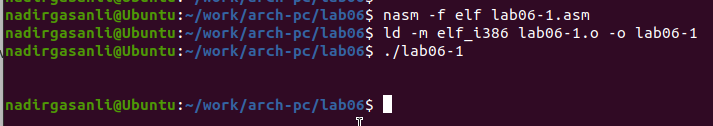 nadirgasanli@Ubuntu:~/work/arch-pc/lab06$ nasm -f elf lab06-1.asm
nadirgasanli@Ubuntu:~/work/arch-pc/lab06$ ld -m elf_i386 lab06-1.o -o lab06-1
nadirgasanli@Ubuntu:~/work/arch-pc/lab06$ ./lab06-1
nadirgasanli@Ubuntu:~/work/arch-pc/lab06$